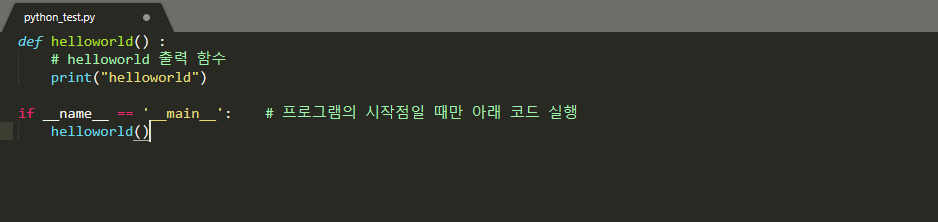 python_test.py
def helloworld() :
    # helloworld 출력 함수
    print("helloworld")
if __name__ == '__main__':    # 프로그램의 시작점일 때만 아래 코드 실행
    helloworld()